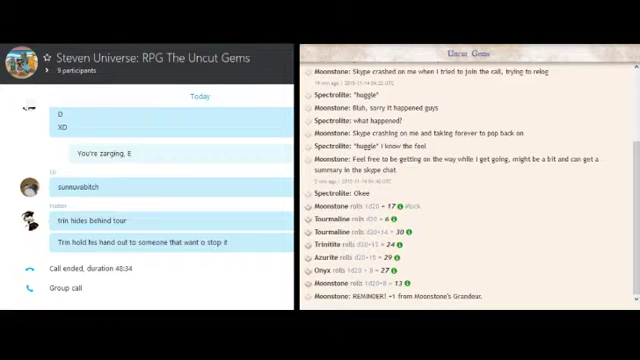 Steven Universe: RPG The Uncut Gems
9 participants
Today
D
XD
You're zarging, E
sunnuvabitch
trin hides behind tour
Trin hold his hand out to someone that want o stop it
Call ended, duration 48:34
Group call
Uncut Gems
Moonstone: Skype crashed on me when I tried to join the call, trying to relog
Spectrolite: *huggle*
Moonstone: Blah, sorry it happened guys
Spectrolite: what happened?
Moonstone: Skype crashing on me and taking forever to pop back on
Spectrolite: *huggle* I know the feel
Moonstone: Feel free to be getting on the way while I get going, might be a bit and can get a
summary in the skype chat
Spectrolite: Okee
Moonstone rolls 1d20 = 17 #luck
Tourmaline rolls 1d20 = 6
Tourmaline rolls 1d20+14 = 30
Trinitite rolls 1d20+13 = 24
Azurite rolls 1d20+15 = 29
Onyx rolls 1d20 + 9 = 27
Moonstone rolls 1d20+8 = 13
Moonstone: REMINDER! +1 from Moonstone's Grandeur.